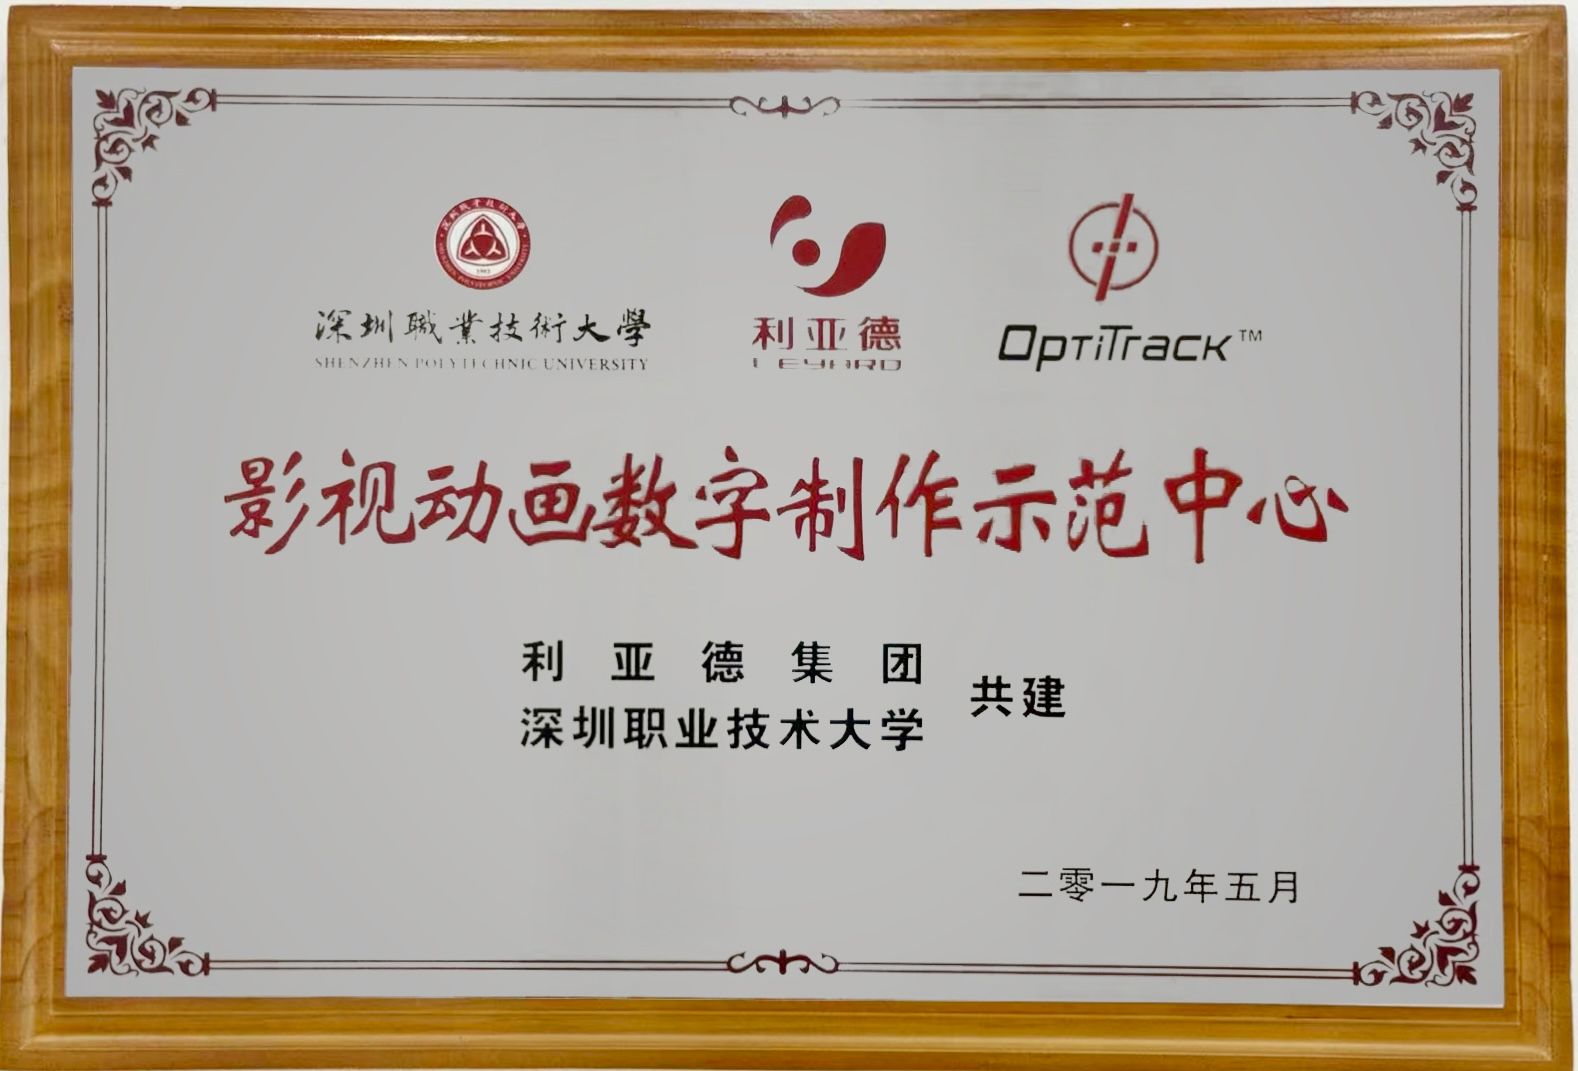 深圳職業技術大學
SHENZHEN POLYTECHNIC UNIVERSITY
利亚德
LEYARD
OPTiTracK™
影视动画数字制作示范中心
利亚德集团
深圳职业技术大学
共建
二零一九年五月